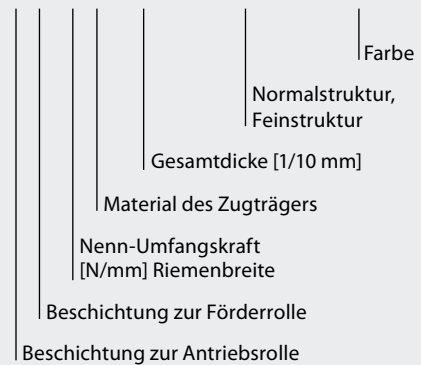 Farbe
Normalstruktur,
Feinstruktur
Gesamtdicke [1/10 mm]
Material des Zugträgers
Nenn-Umfangskraft
[N/mm] Riemenbreite
Beschichtung zur Förderrolle
Beschichtung zur Antriebsrolle